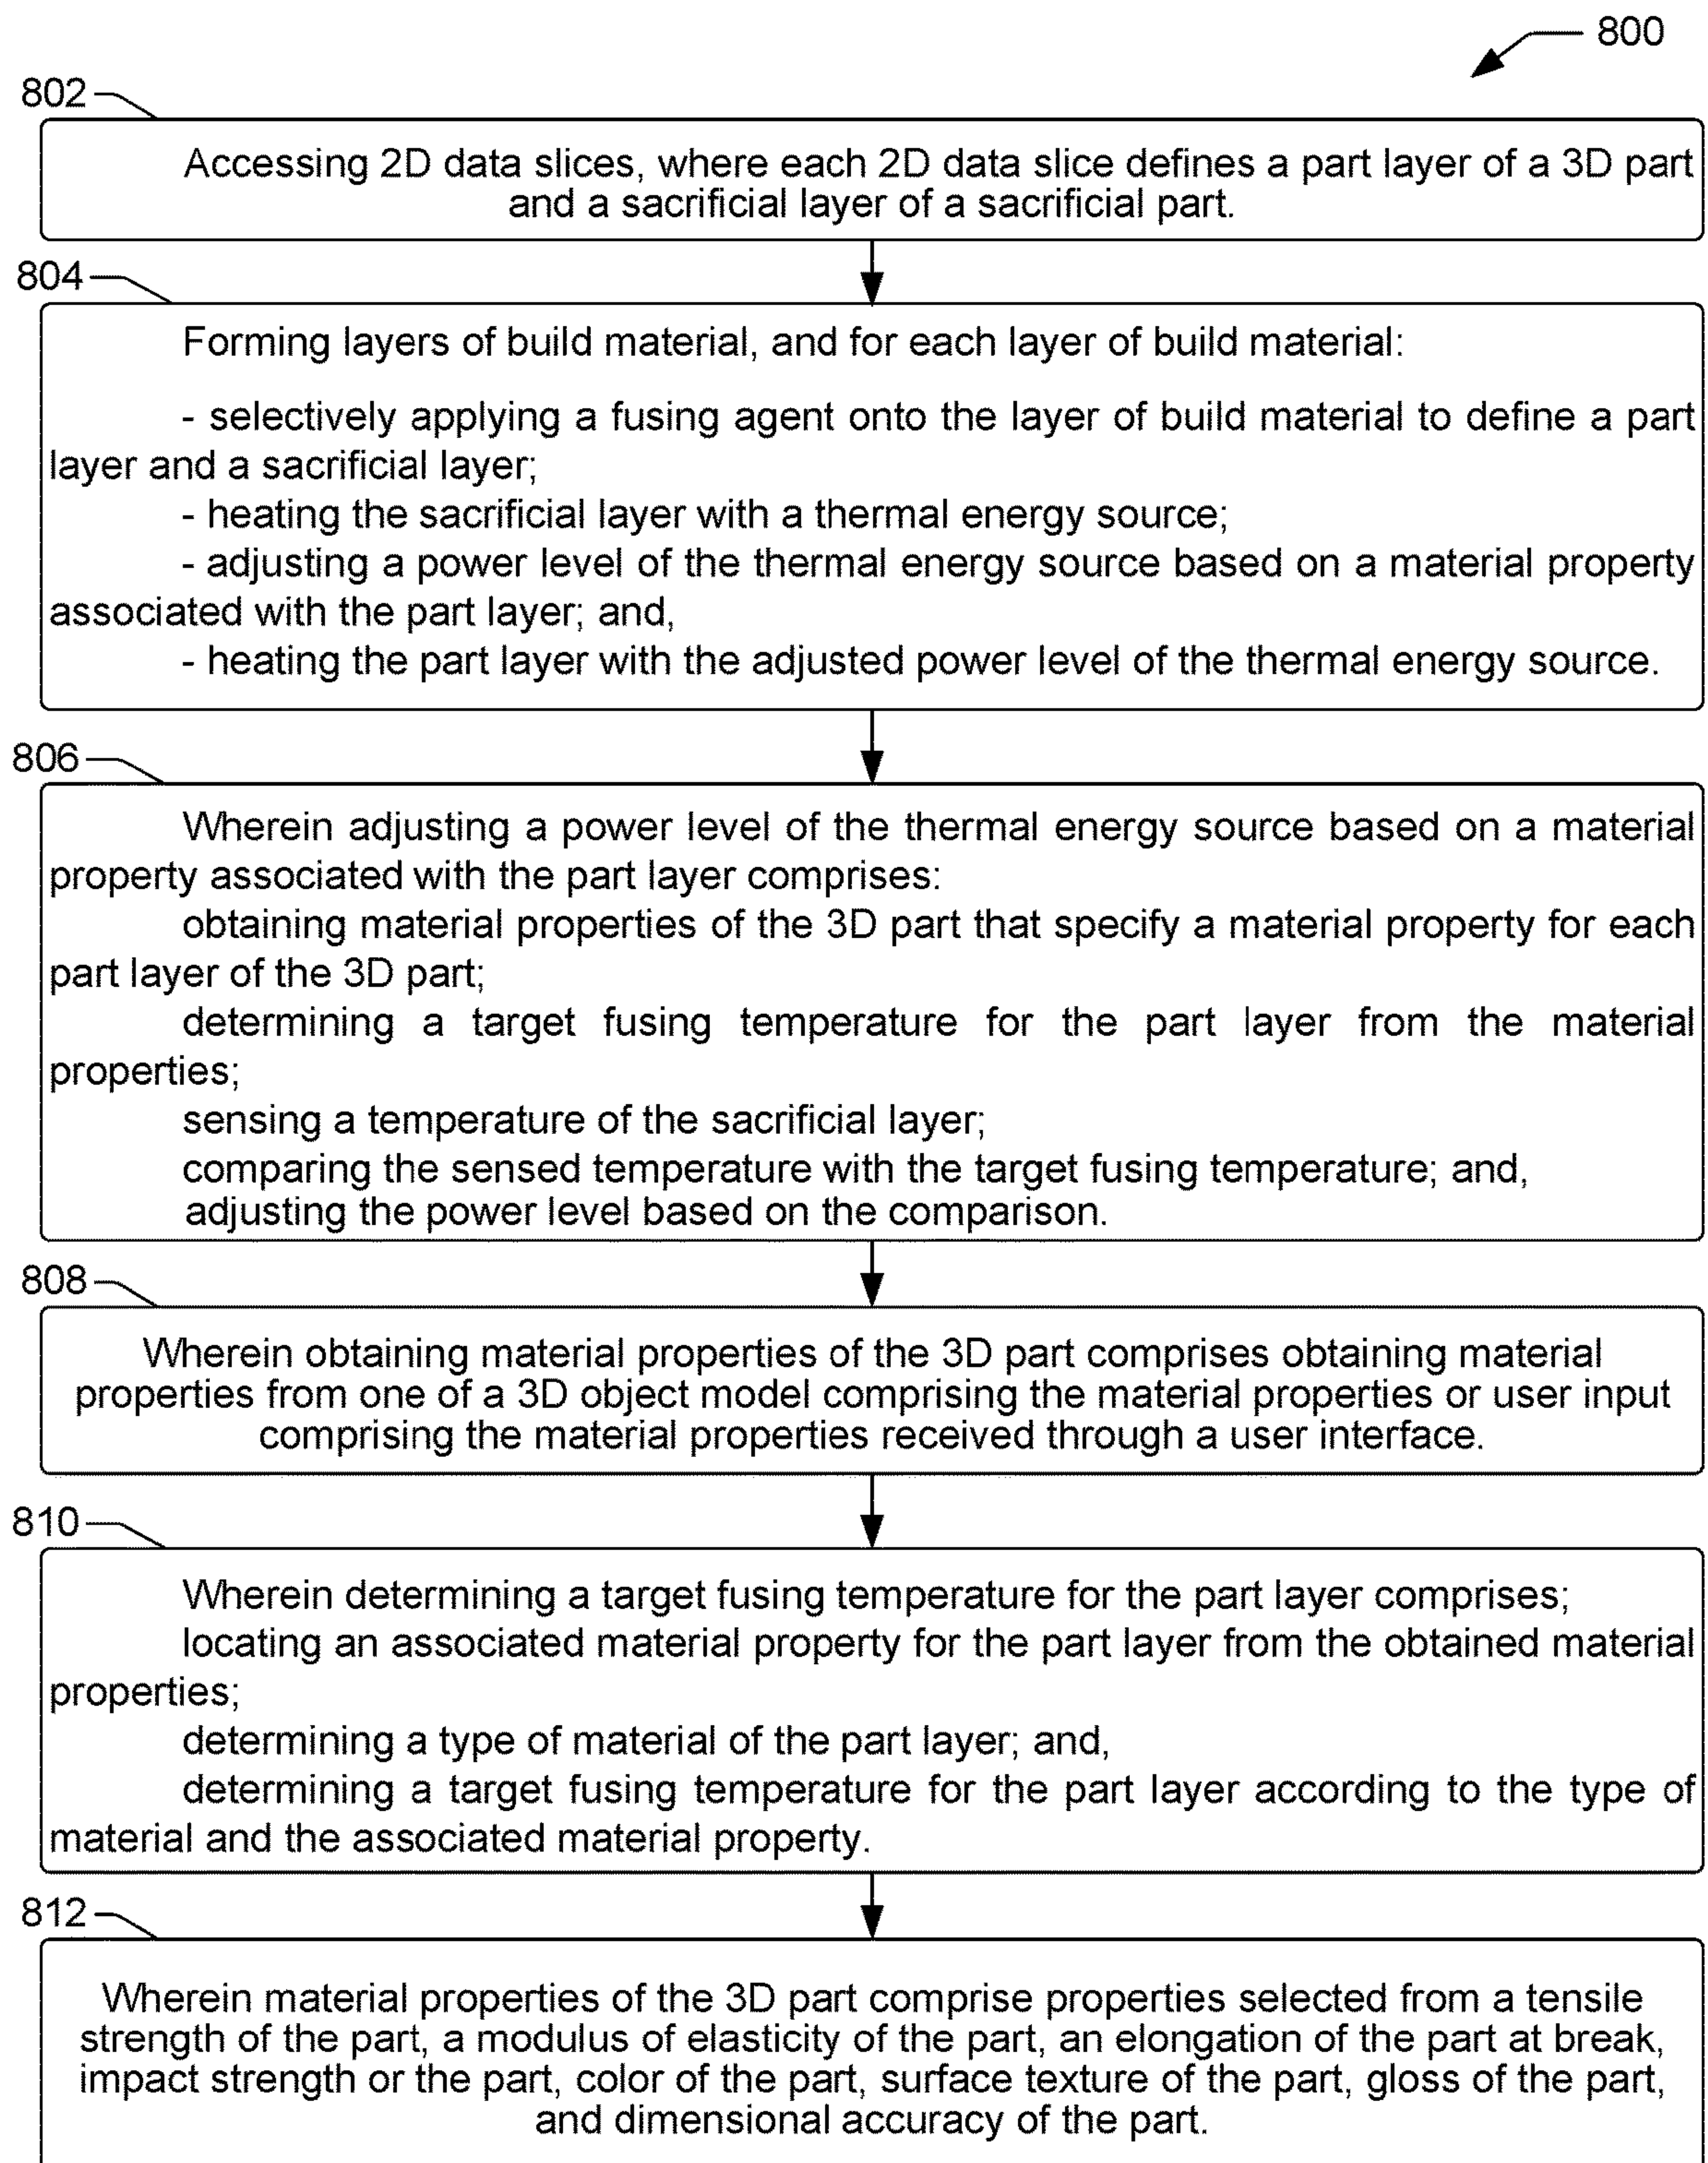 800
802
Accessing 2D data slices, where each 2D data slice defines a part layer of a 3D part
and a sacrificial layer of a sacrificial part.
804
Forming layers of build material, and for each layer of build material:
- selectively applying a fusing agent onto the layer of build material to define a part
layer and a sacrificial layer;
- heating the sacrificial layer with a thermal energy source;
- adjusting a power level of the thermal energy source based on a material property
associated with the part layer; and,
- heating the part layer with the adjusted power level of the thermal energy source.
806
Wherein adjusting a power level of the thermal energy source based on a material
property associated with the part layer comprises:
obtaining material properties of the 3D part that specify a material property for each
part layer of the 3D part;
determining a target fusing temperature for the part layer from the material
properties;
sensing a temperature of the sacrificial layer;
comparing the sensed temperature with the target fusing temperature; and,
adjusting the power level based on the comparison.
808
Wherein obtaining material properties of the 3D part comprises obtaining material
properties from one of a 3D object model comprising the material properties or user input
comprising the material properties received through a user interface.
810
Wherein determining a target fusing temperature for the part layer comprises;
locating an associated material property for the part layer from the obtained material
properties;
determining a type of material of the part layer; and,
determining a target fusing temperature for the part layer according to the type of
material and the associated material property.
812
Wherein material properties of the 3D part comprise properties selected from a tensile
strength of the part, a modulus of elasticity of the part, an elongation of the part at break,
impact strength or the part, color of the part, surface texture of the part, gloss of the part,
and dimensional accuracy of the part.